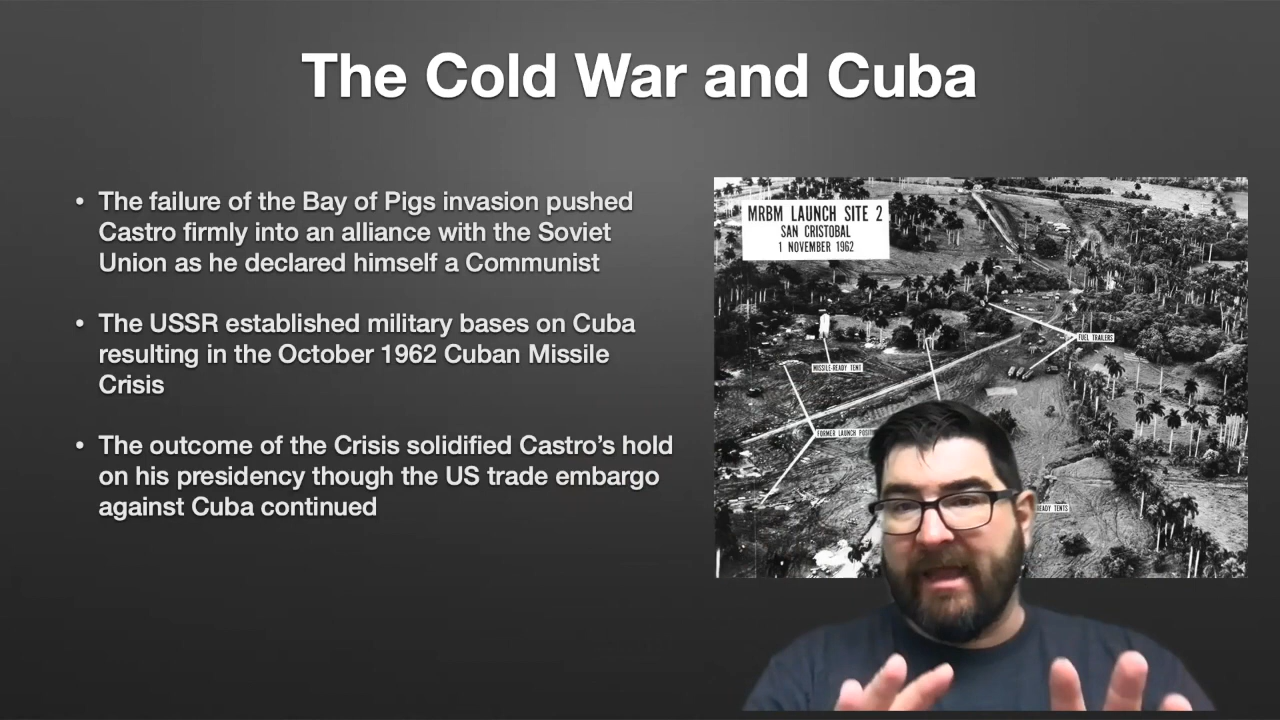 The Cold War and Cuba
• The failure of the Bay of Pigs invasion pushed
Castro firmly into an alliance with the Soviet
Union as he declared himself a Communist
• The USSR established military bases on Cuba
resulting in the October 1962 Cuban Missile
Crisis
• The outcome of the Crisis solidified Castro’s hold
on his presidency though the US trade embargo
against Cuba continued
MRBM LAUNCH SITE 2
SAN CRISTOBAL
1 NOVEMBER 1962
FUEL TRAILERS
MISSILE-READY TENT
FORMER LAUNCH
TENTS